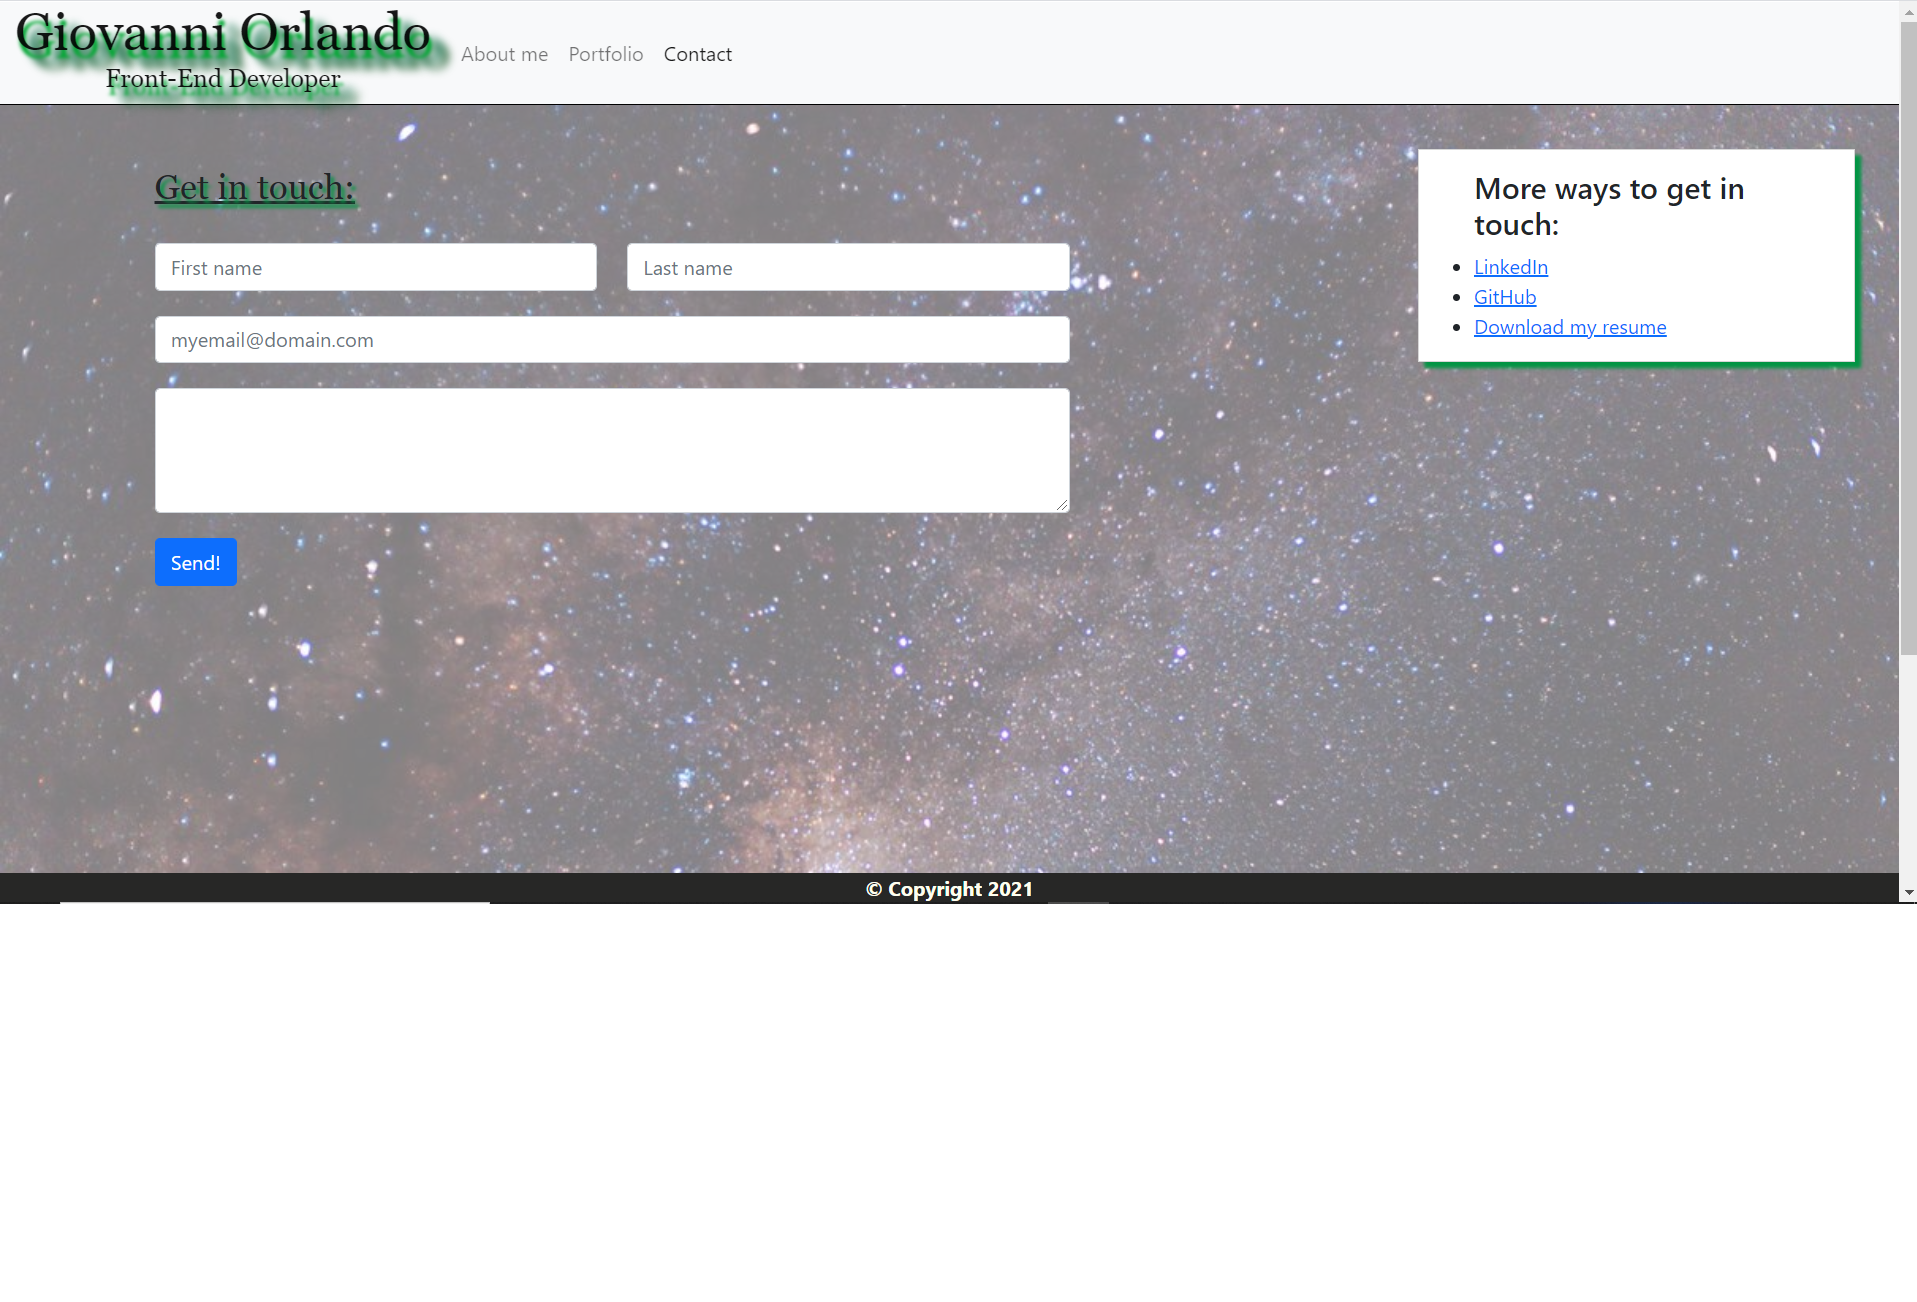 Giovanni Orlando
Front-End Developer
About me
Portfolio
Contact
Get in touch:
First name
Last name
myemail@domain.com
Send!
More ways to get in
touch:
LinkedIn
GitHub
Download my resume
© Copyright 2021